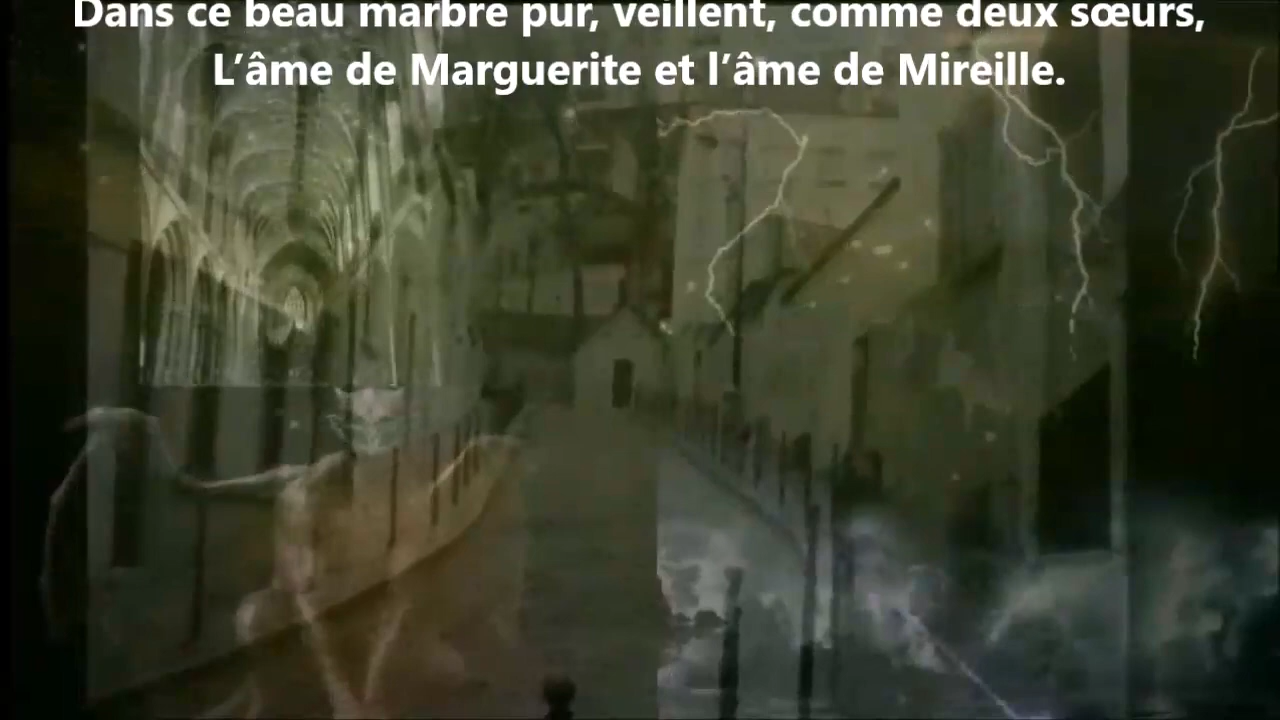 Dans ce beau marbre pur, veillent, comme deux sœurs,
L’âme de Marguerite et l’âme de Mireille.